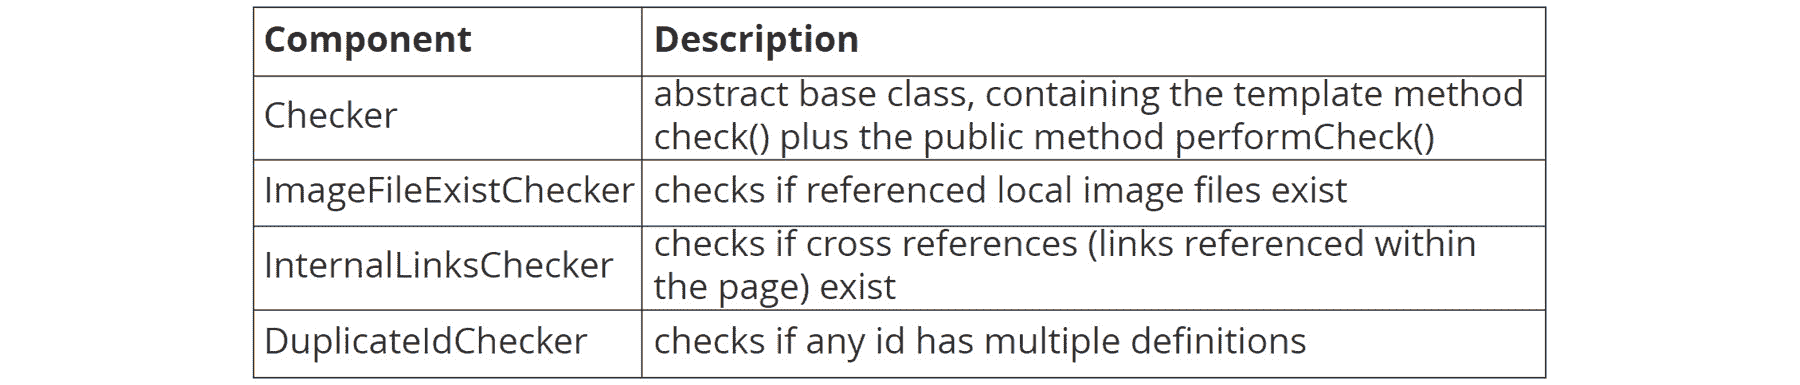 Component Description
Checker
abstract base class, containing the template method
check() plus the public method performCheck()
ImageFileExistChecker checks if referenced local image files exist
InternalLinksChecker
checks if cross references (links referenced within
the page) exist
DuplicateIdChecker checks if any id has multiple definitions